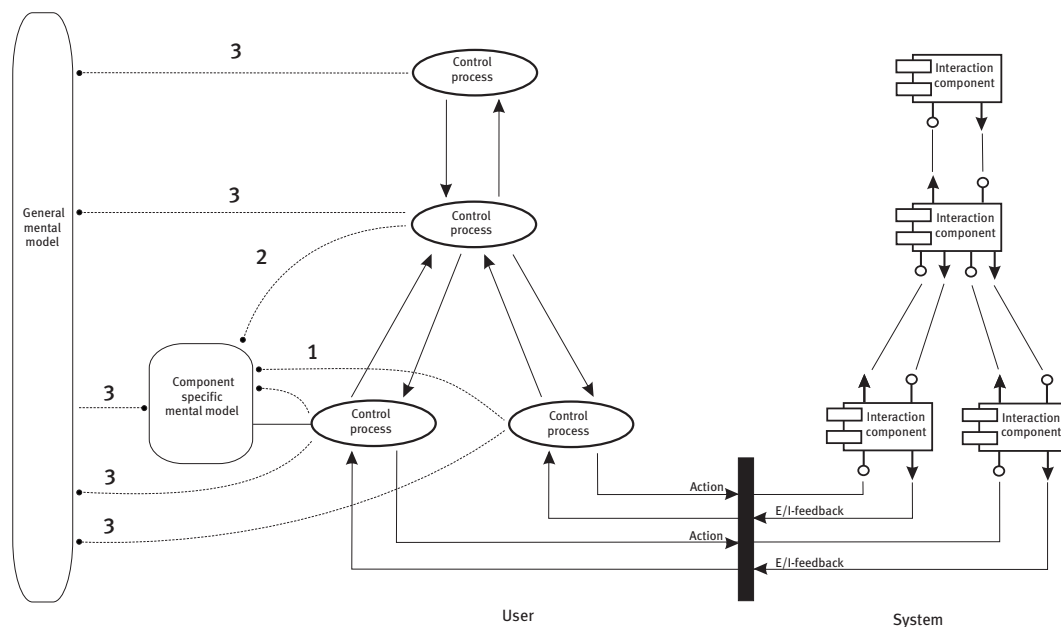 3
Control
process
Interaction
component
3
General
mental
model
Control
process
Interaction
component
2
1
3
Component
specific
mental model
Control
process
Control
process
Interaction
component
Interaction
component
3
3
Action
E/I-feedback
Action
E/I-feedback
User
System